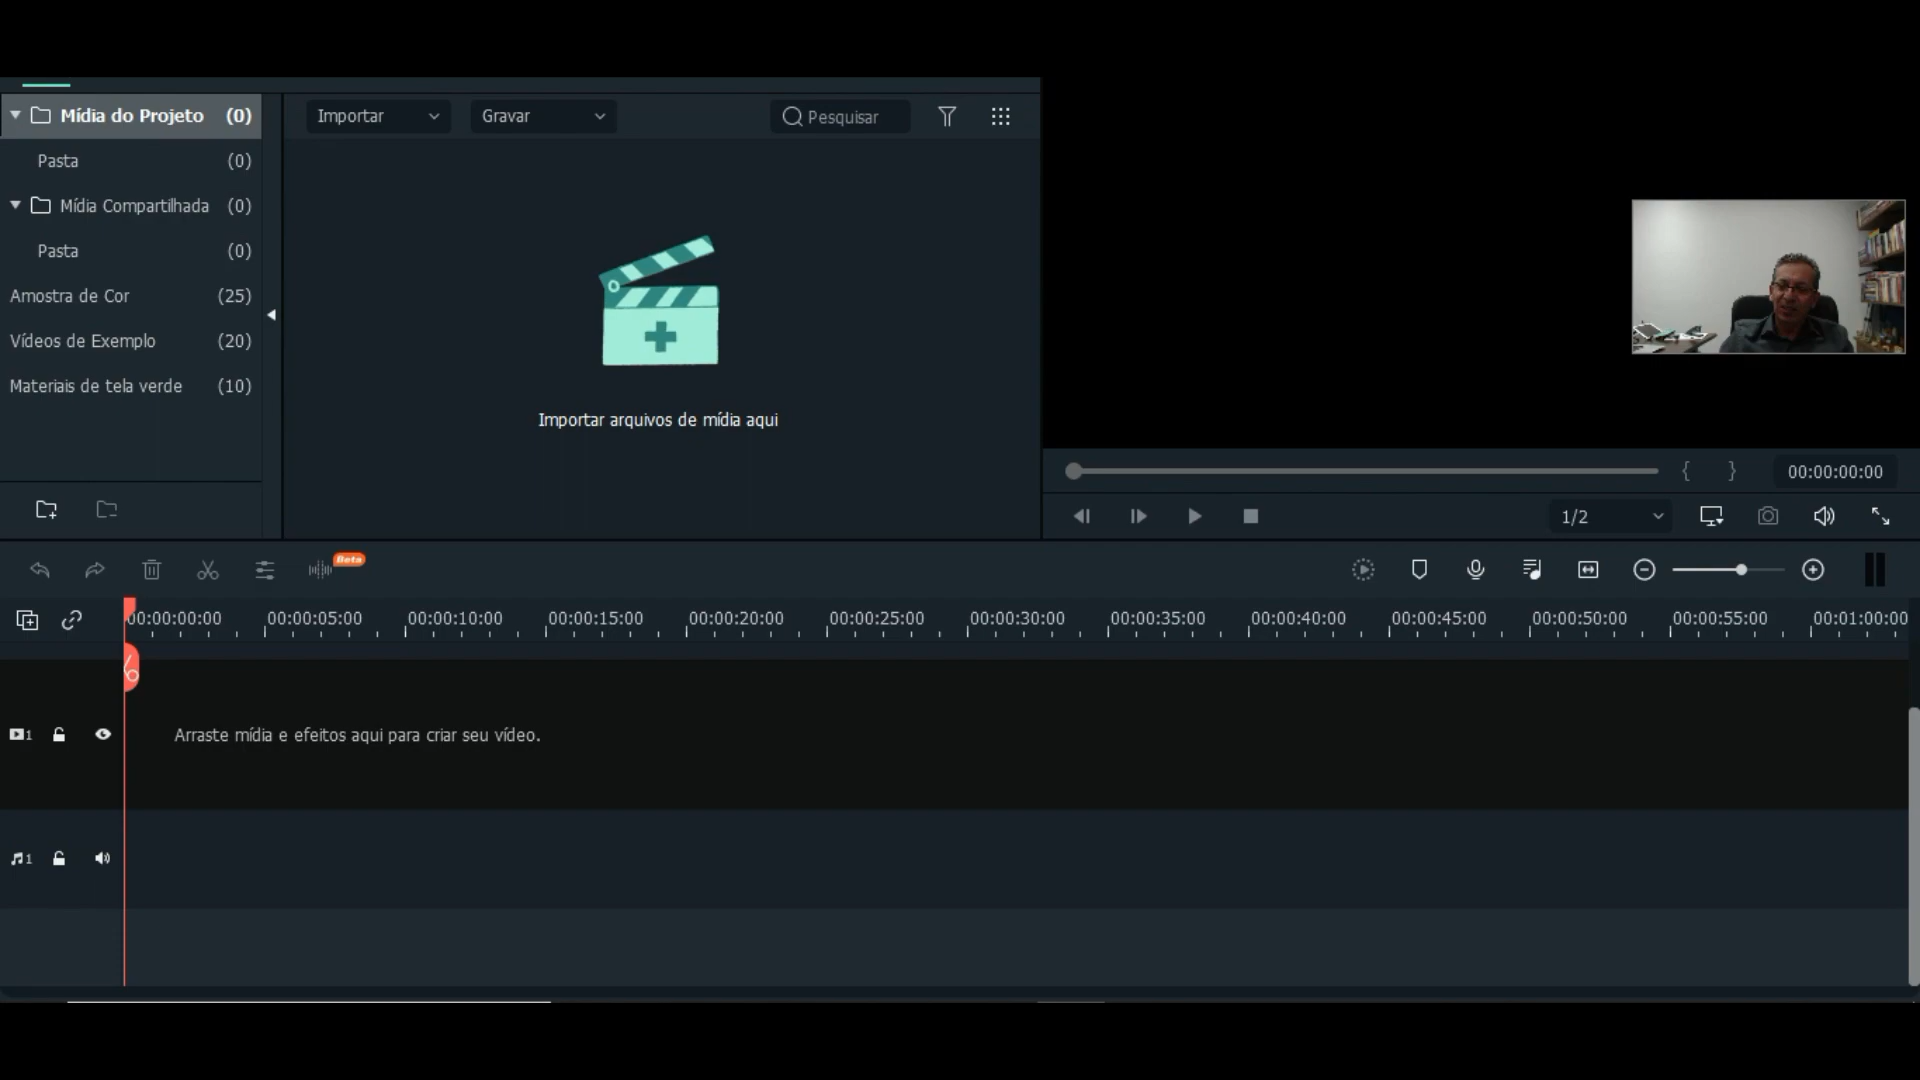 Mídia do Projeto (0)
Pasta (0)
Mídia Compartilhada (0)
Pasta (0)
Amostra de Cor (25)
Vídeos de Exemplo (20)
Materiais de tela verde (10)
Importar
Gravar
Pesquisar
Importar arquivos de mídia aqui
{ } 00:00:00:00
1/2
Beta
00:00:00:00 00:00:05:00 00:00:10:00 00:00:15:00 00:00:20:00 00:00:25:00 00:00:30:00 00:00:35:00 00:00:40:00 00:00:45:00 00:00:50:00 00:00:55:00 00:01:00:00
1
Arraste mídia e efeitos aqui para criar seu vídeo.
1